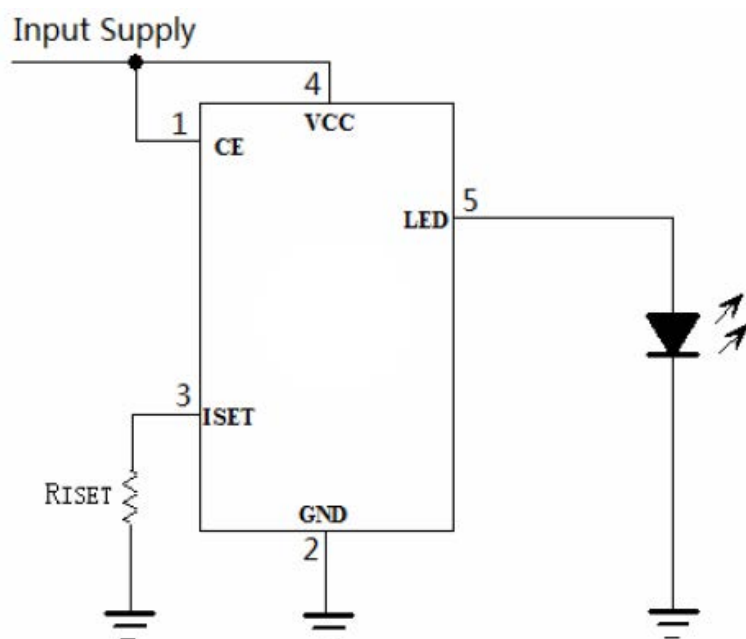 Input Supply
4
1
VCC
CE
5
LED
3
ISET
RISET
GND
2